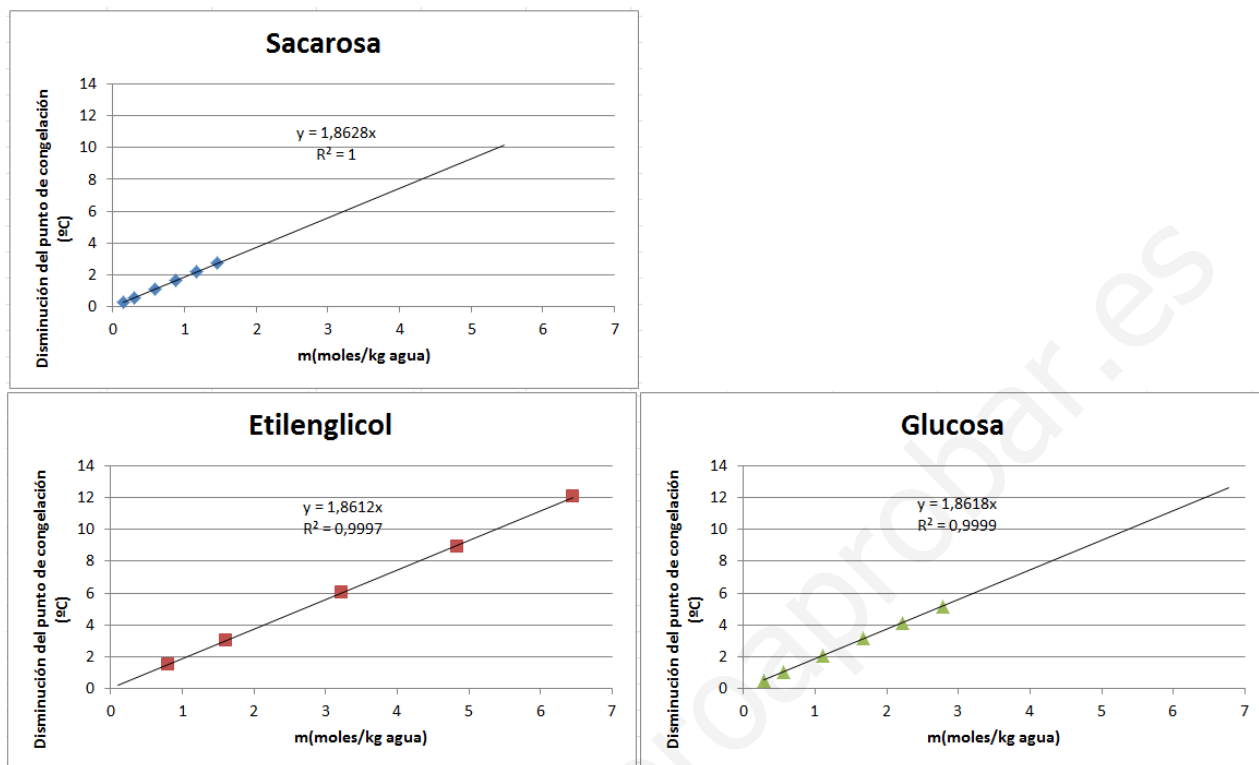 Sacarosa
Disminución del punto de congelación
(ºC)
14
12
10
8
6
4
2
0
y = 1,8628x
R² = 1
0 1 2 3 4 5 6 7
m(moles/kg agua)
Etilenglicol
Disminución del punto de congelación
(ºC)
14
12
10
8
6
4
2
0
y = 1,8612x
R² = 0,9997
0 1 2 3 4 5 6 7
m(moles/kg agua)
Glucosa
Disminución del punto de congelación
(ºC)
14
12
10
8
6
4
2
0
y = 1,8618x
R² = 0,9999
0 1 2 3 4 5 6 7
m(moles/kg agua)
roaprobar.es